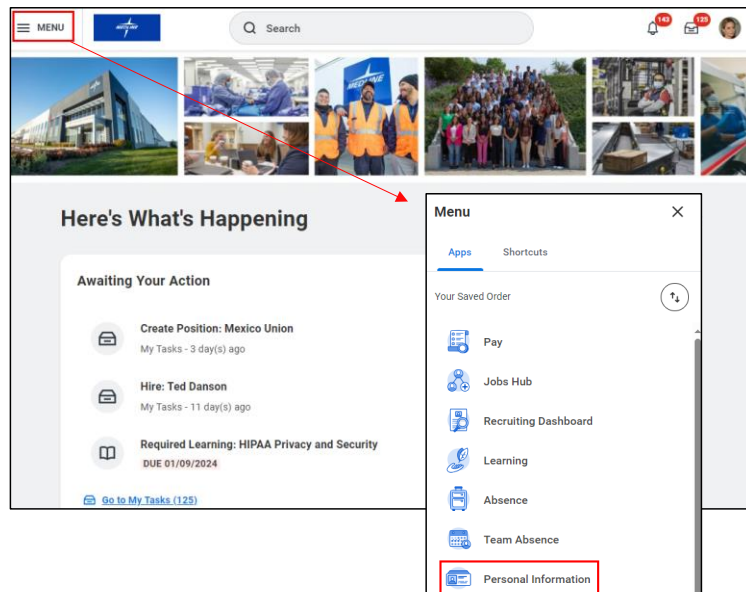 MENU
MEDLINE
Search
143
125
MEDLINE
Here's What's Happening
Awaiting Your Action
Create Position: Mexico Union
My Tasks - 3 day(s) ago
Hire: Ted Danson
My Tasks - 11 day(s) ago
Required Learning: HIPAA Privacy and Security
DUE 01/09/2024
Go to My Tasks (125)
Menu
Apps
Shortcuts
Your Saved Order
Pay
Jobs Hub
Recruiting Dashboard
Learning
Absence
Team Absence
Personal Information